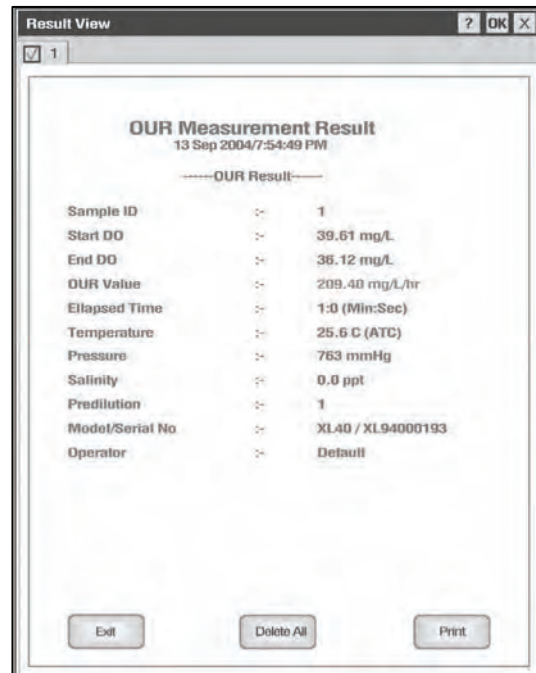 Result View ? OK X
1
OUR Measurement Result
13 Sep 2004/7:54:49 PM
------OUR Result------
Sample ID :- 1
Start DO :- 39.61 mg/L
End DO :- 36.12 mg/L
OUR Value :- 209.40 mg/L/hr
Ellapsed Time :- 1:0 (Min:Sec)
Temperature :- 25.6 C (ATC)
Pressure :- 763 mmHg
Salinity :- 0.0 ppt
Predilution :- 1
Model/Serial No :- XL40 / XL94000193
Operator :- Default
Exit Delete All Print